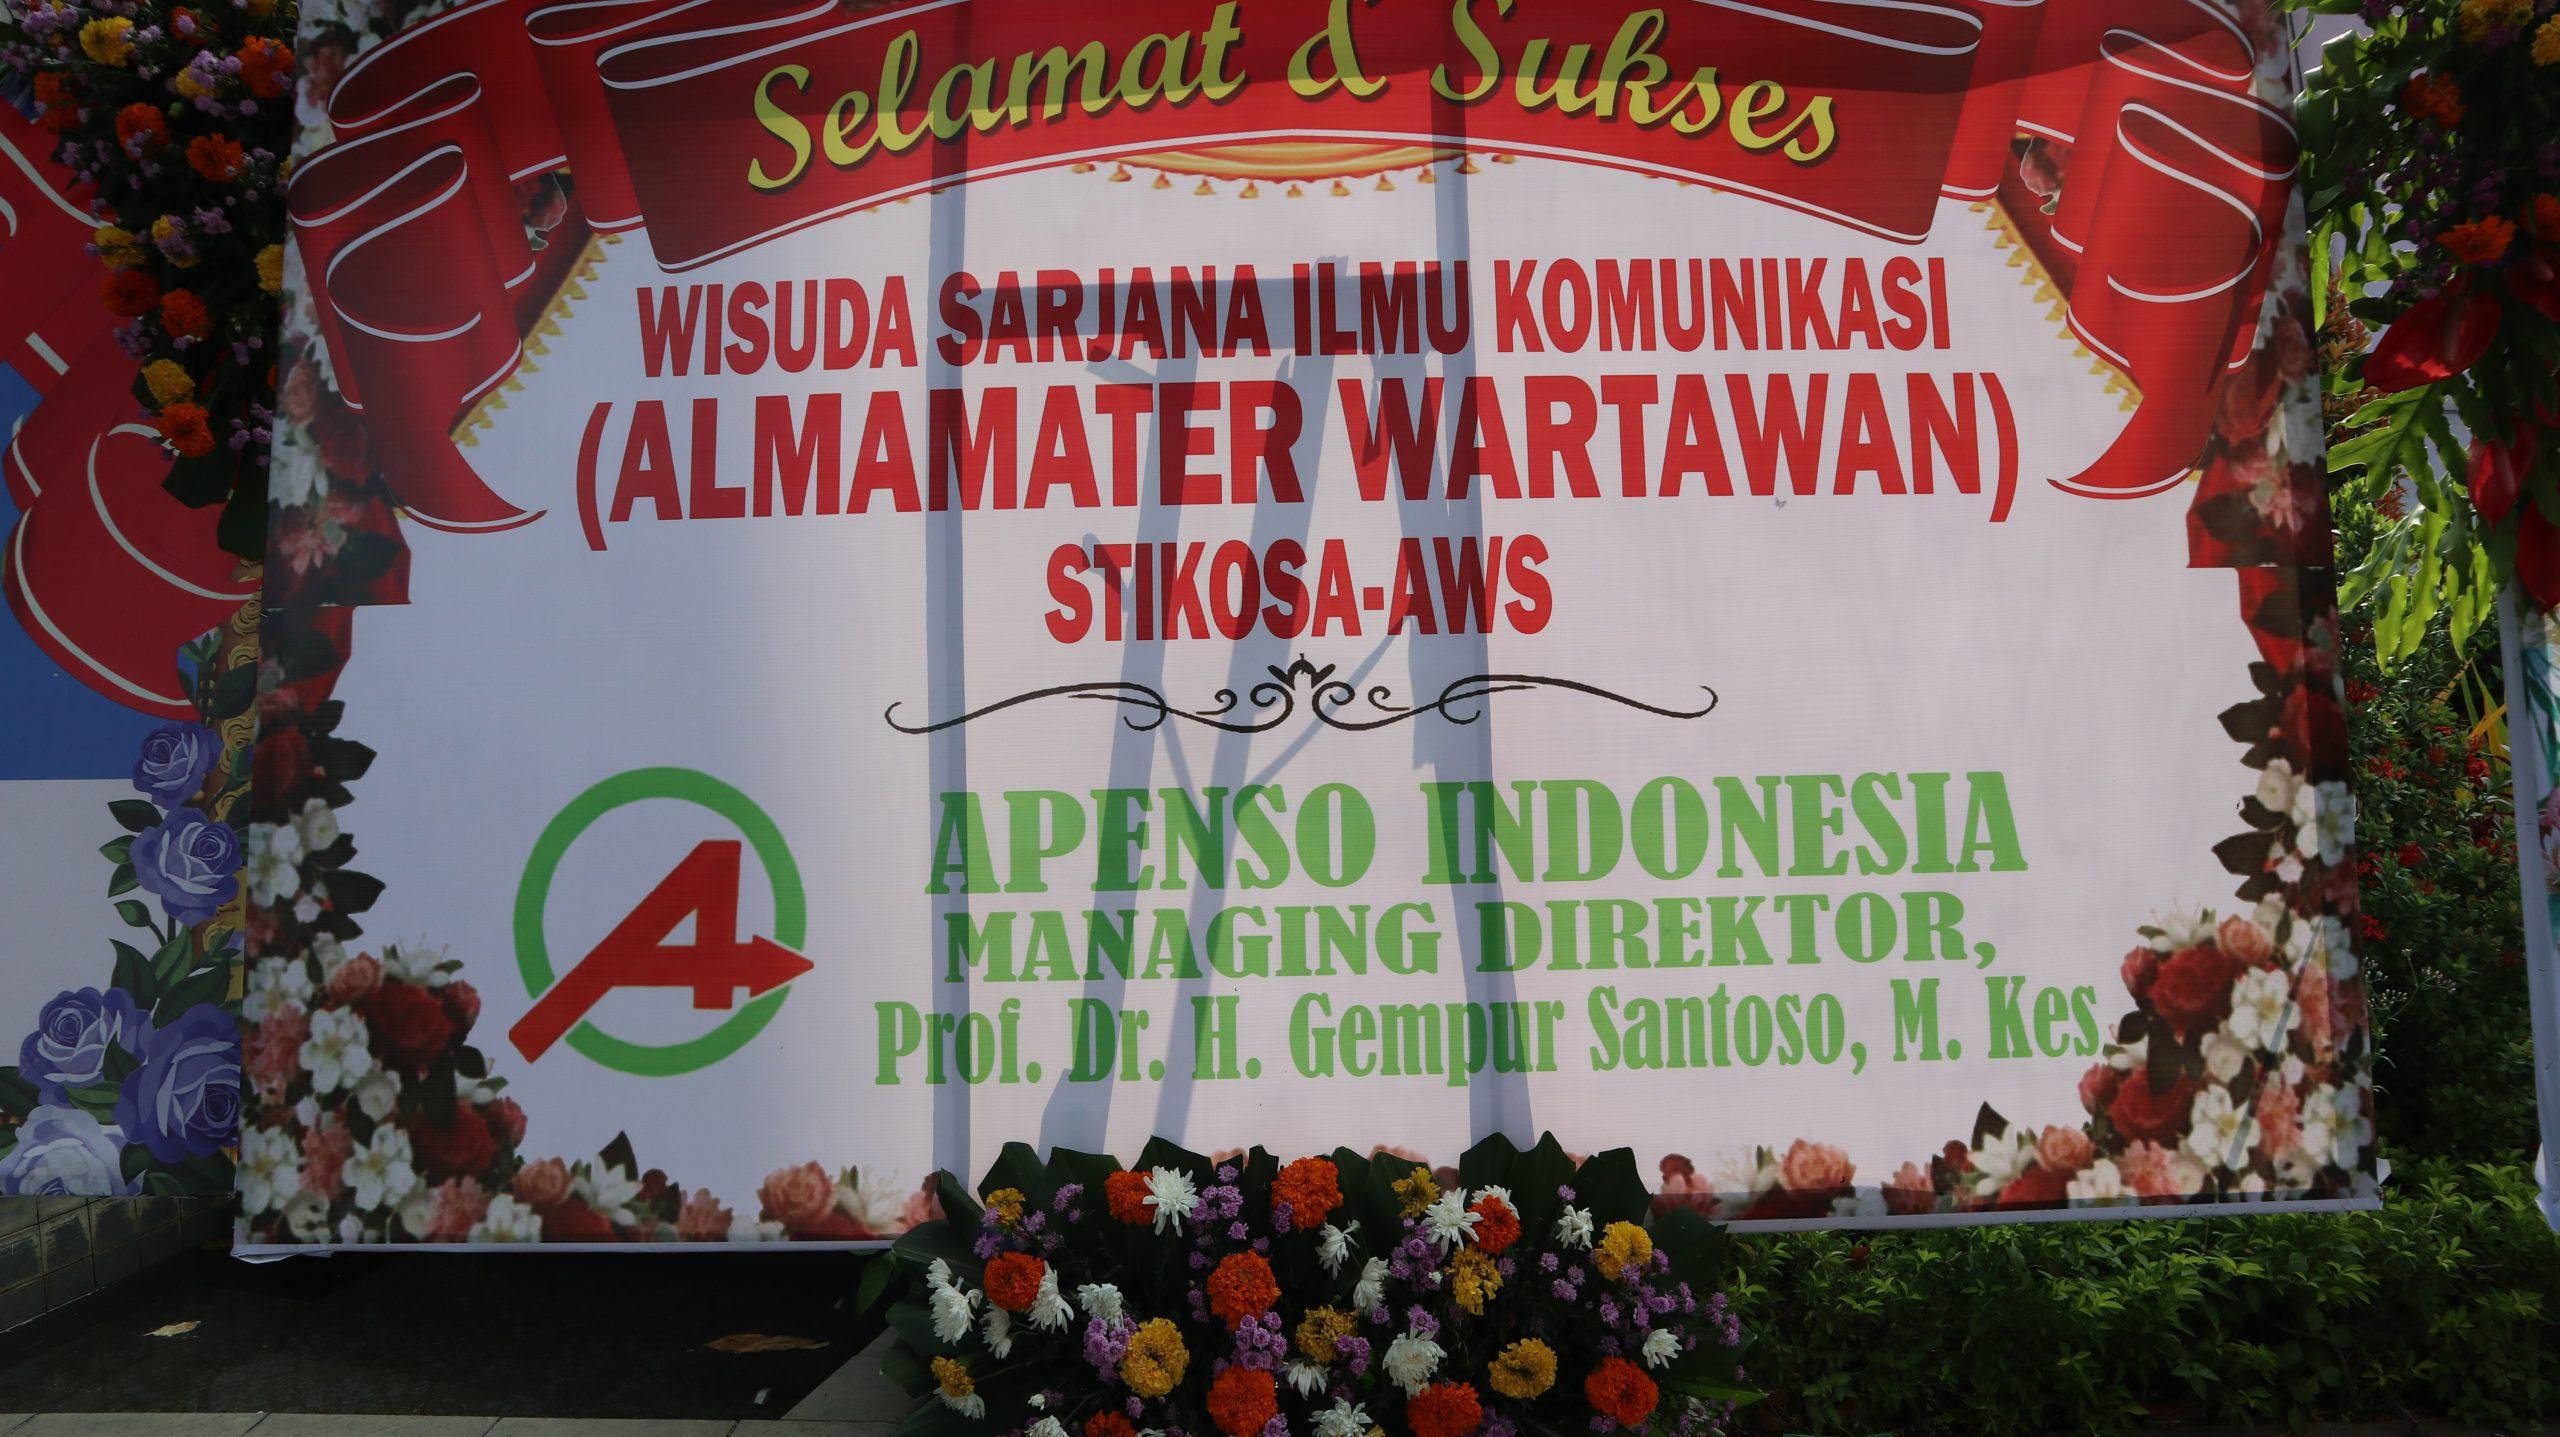 Selamat & Sukses
WISUDA SARJANA ILMU KOMUNIKASI
(ALMAMATER WARTAWAN)
STIKOSA-AWS
A
APENSO INDONESIA
MANAGING DIREKTOR,
Prof. Dr. H. Gempur Santoso, M. Kes